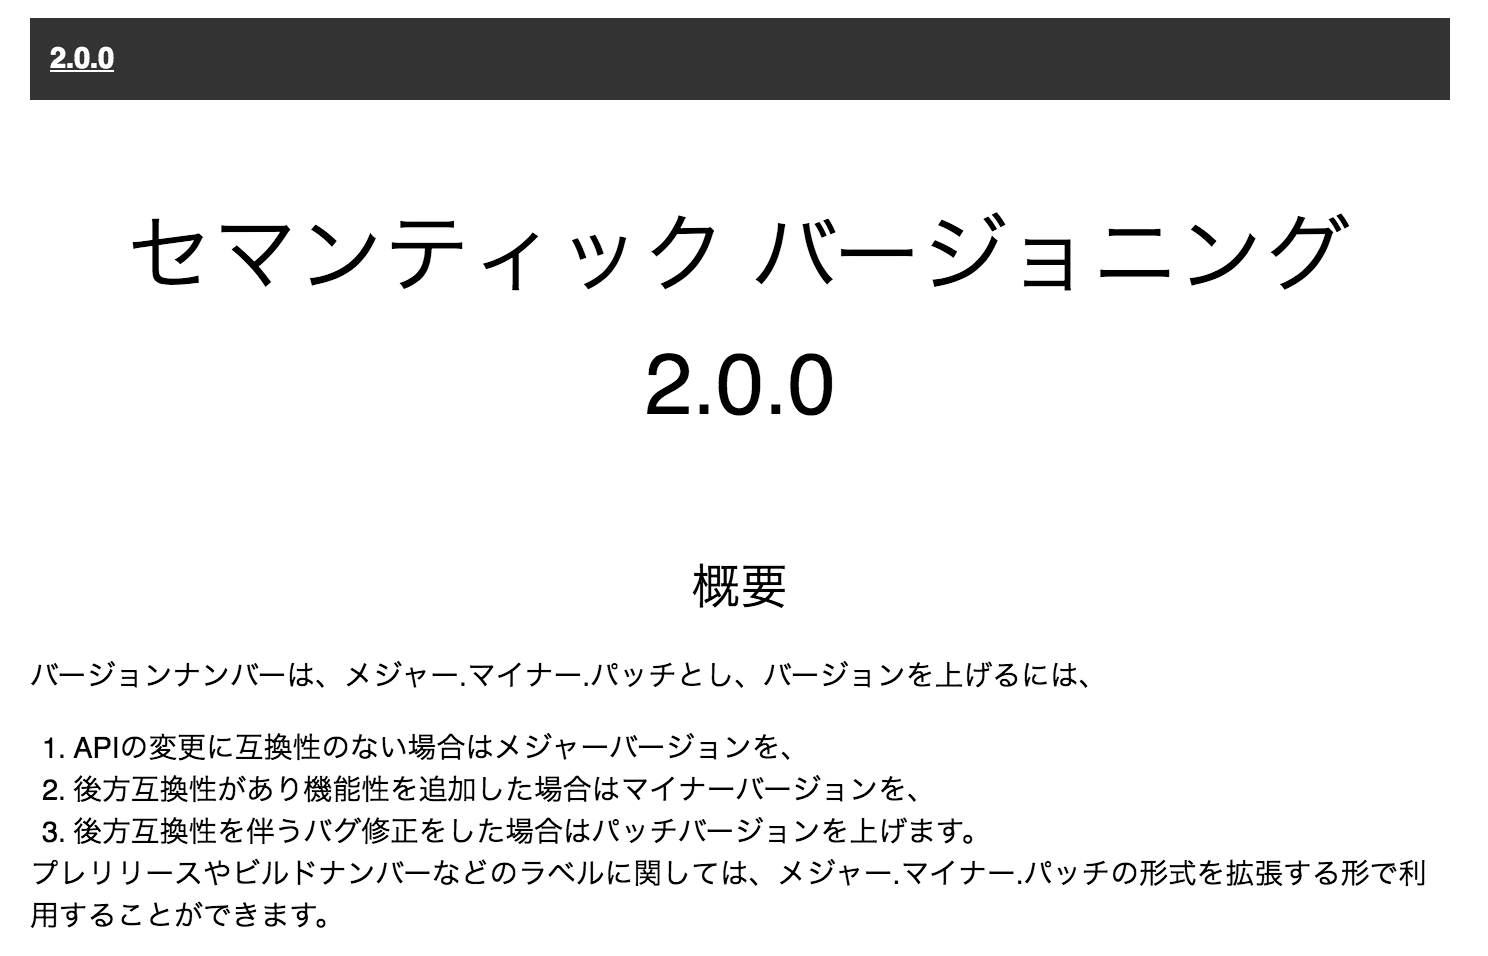 2.0.0
セマンティック バージョニング
2.0.0
概要
バージョンナンバーは、メジャー.マイナー.パッチとし、バージョンを上げるには、
1. APIの変更に互換性のない場合はメジャーバージョンを、
2. 後方互換性があり機能性を追加した場合はマイナーバージョンを、
3. 後方互換性を伴うバグ修正をした場合はパッチバージョンを上げます。
プレリリースやビルドナンバーなどのラベルに関しては、メジャー.マイナー.パッチの形式を拡張する形で利
用することができます。